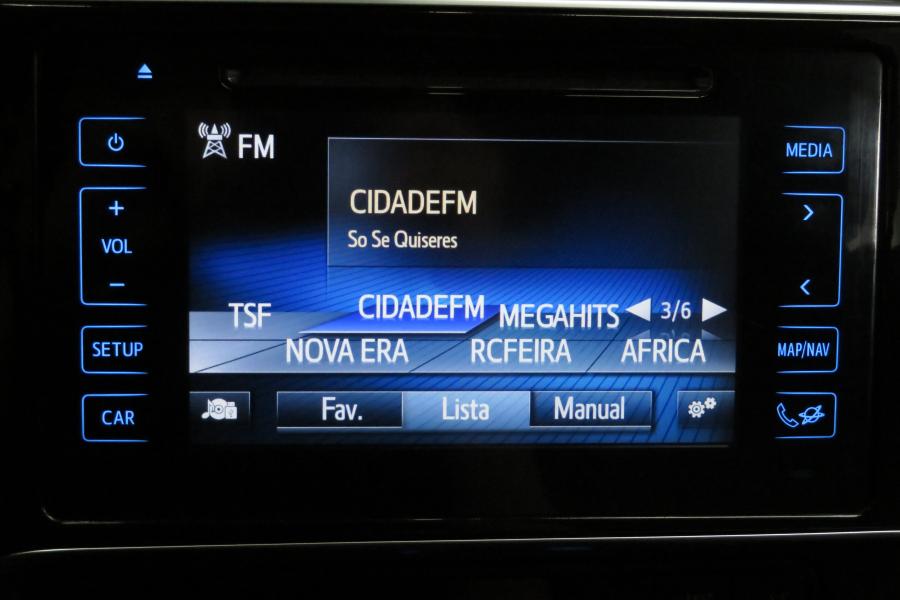 FM
MEDIA
CIDADEFM
So Se Quiseres
+
VOL
−
>
<
TSF CIDADEFM MEGAHITS 3/6
NOVA ERA RCFEIRA AFRICA
SETUP
MAP/NAV
CAR
Fav. Lista Manual